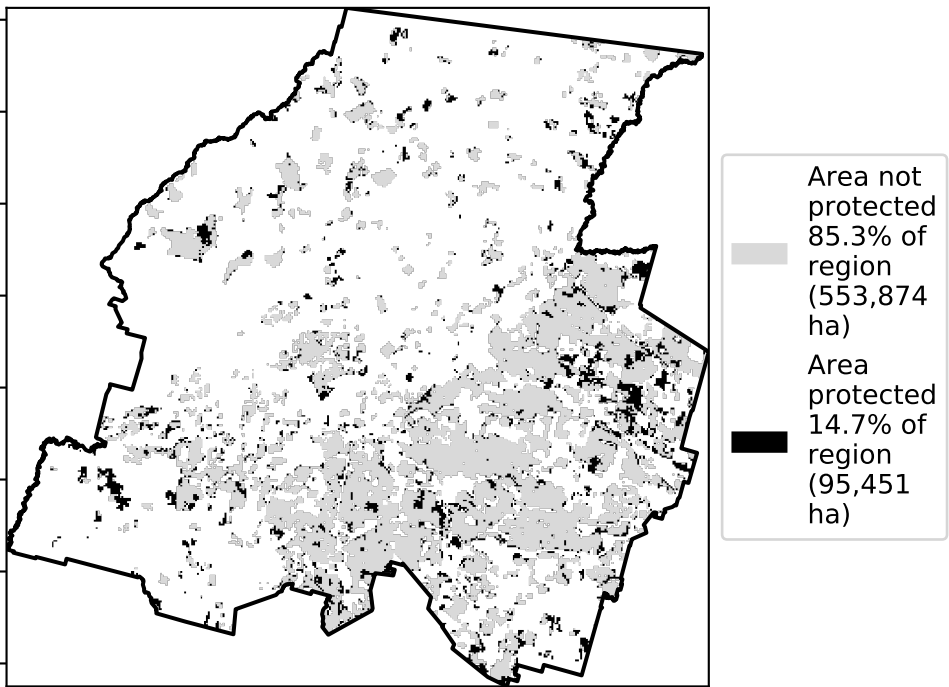 Area not
protected
85.3% of
region
(553,874
ha)
Area
protected
14.7% of
region
(95,451
ha)